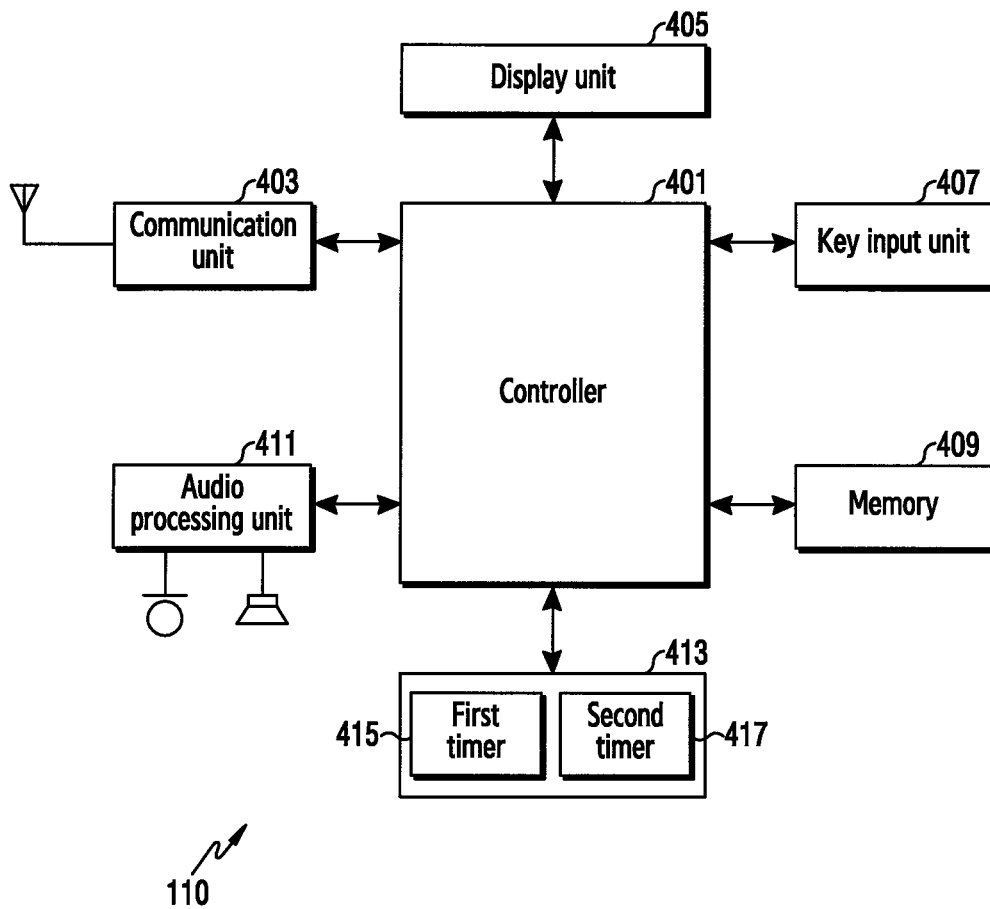 405
Display unit
403
Communication
unit
401
Controller
407
Key input unit
411
Audio
processing unit
409
Memory
413
415
First
timer
Second
timer
417
110